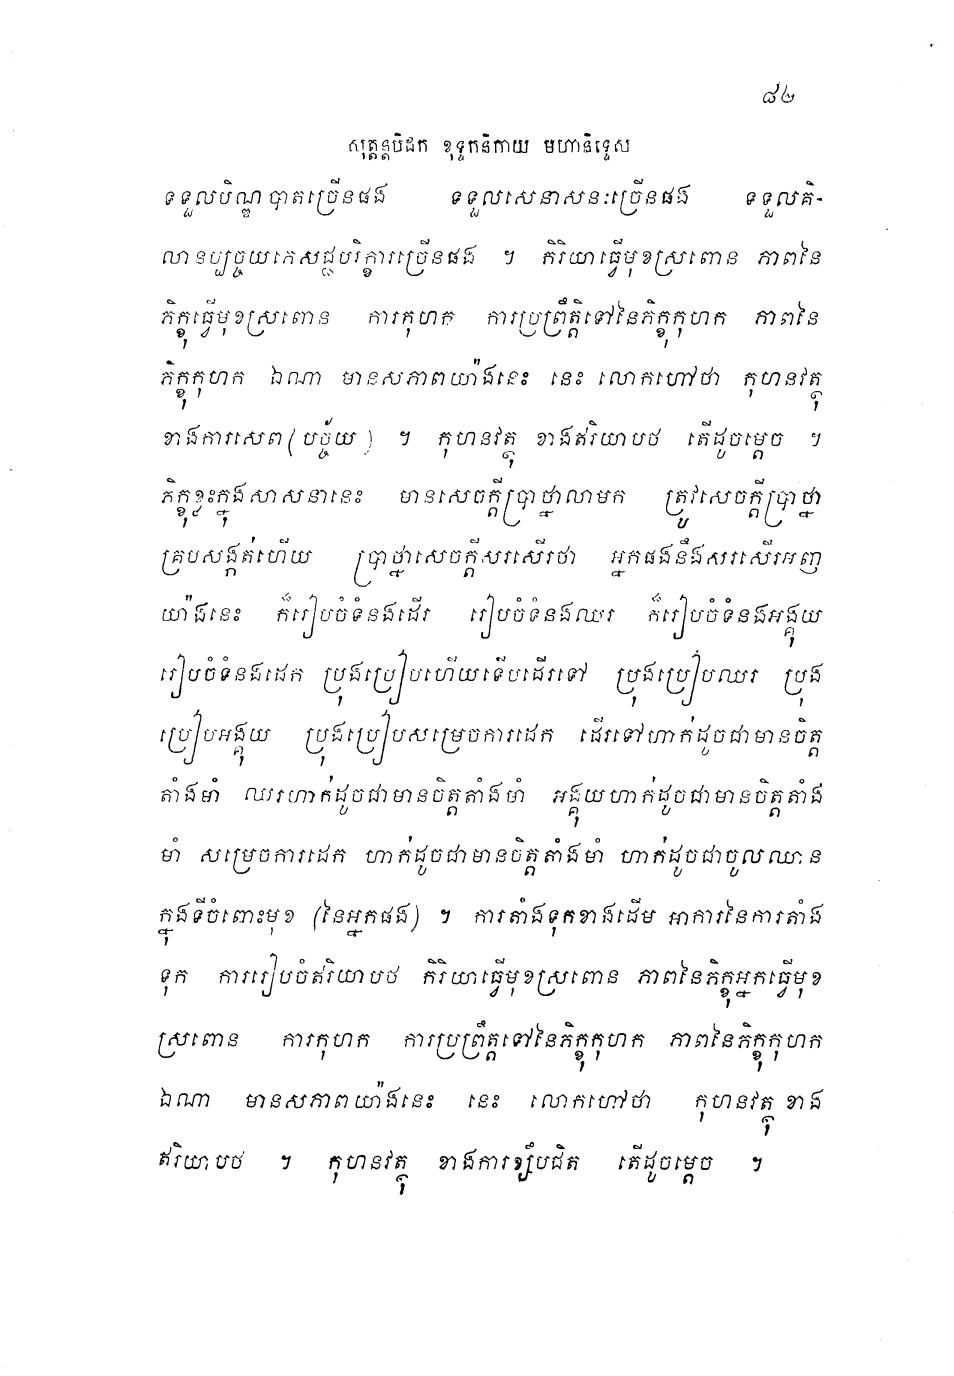 ៨២
សុត្តន្តបិដក ខុទ្ទកនិកាយ មហានិទ្ទេស
ទទួលបិណ្ឌបាតច្រើនផង ទទួលសេនាសនៈច្រើនផង ទទួលគិ-
លានប្បច្ចយភេសជ្ជបរិក្ខារច្រើនផង ។ កិរិយាធ្វើមុខស្រពោន ភាពនៃ
ភិក្ខុធ្វើមុខស្រពោន ការកុហក ការប្រព្រឹត្តិទៅនៃភិក្ខុកុហក ភាពនៃ
ភិក្ខុកុហក ឯណា មានសភាពយ៉ាងនេះ នេះ លោកហៅថា កុហនវត្ថុ
ខាងការសេព (បច្ច័យ) ។ កុហនវត្ថុ ខាងឥរិយាបថ តើដូចម្តេច ។
ភិក្ខុខ្លះក្នុងសាសនានេះ មានសេចក្តីប្រាថ្នាលាមក ត្រូវសេចក្តីប្រាថ្នា
គ្របសង្កត់ហើយ ប្រាថ្នាសេចក្តីសរសើរថា អ្នកផងនឹងសរសើរអញ
យ៉ាងនេះ ក៏រៀបចំទំនងដើរ រៀបចំទំនងឈរ ក៏រៀបចំទំនងអង្គុយ
រៀបចំទំនងដេក ប្រុងប្រៀបហើយទើបដើរទៅ ប្រុងប្រៀបឈរ ប្រុង
ប្រៀបអង្គុយ ប្រុងប្រៀបសម្រេចការដេក ដើរទៅហាក់ដូចជាមានចិត្ត
តាំងមាំ ឈរហាក់ដូចជាមានចិត្តតាំងមាំ អង្គុយហាក់ដូចជាមានចិត្តតាំង
មាំ សម្រេចការដេក ហាក់ដូចជាមានចិត្តតាំងមាំ ហាក់ដូចជាចូលឈាន
ក្នុងទីចំពោះមុខ (នៃអ្នកផង) ។ ការតាំងទុកខាងដើម អាការនៃការតាំង
ទុក ការរៀបចំឥរិយាបថ កិរិយាធ្វើមុខស្រពោន ភាពនៃភិក្ខុអ្នកធ្វើមុខ
ស្រពោន ការកុហក ការប្រព្រឹត្តទៅនៃភិក្ខុកុហក ភាពនៃភិក្ខុកុហក
ឯណា មានសភាពយ៉ាងនេះ នេះ លោកហៅថា កុហនវត្ថុ ខាង
ឥរិយាបថ ។ កុហនវត្ថុ ខាងការខ្សឹបជិត តើដូចម្តេច ។